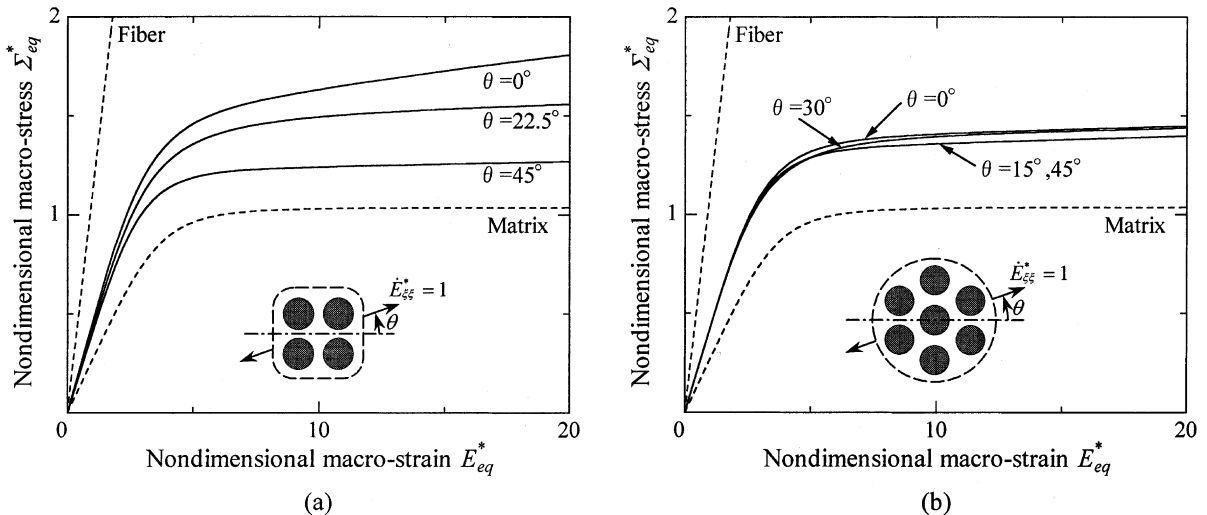 2
Fiber
θ =0°
θ =22.5°
θ =45°
1
Matrix
Ė*ξξ = 1
θ
0
10
20
Nondimensional macro-stress Σ*eq
Nondimensional macro-strain E*eq
(a)
2
Fiber
θ =30°
θ =0°
θ =15°,45°
1
Matrix
Ė*ξξ = 1
θ
0
10
20
Nondimensional macro-stress Σ*eq
Nondimensional macro-strain E*eq
(b)